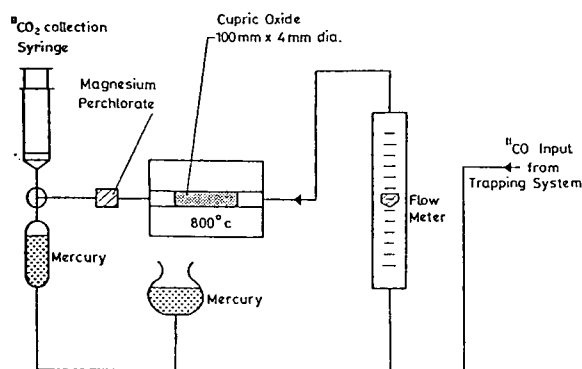 ¹¹CO₂ collection
Syringe
Cupric Oxide
100mm x 4mm dia.
Magnesium
Perchlorate
¹¹CO Input
from
Trapping System
Flow
Meter
800°c
Mercury
Mercury